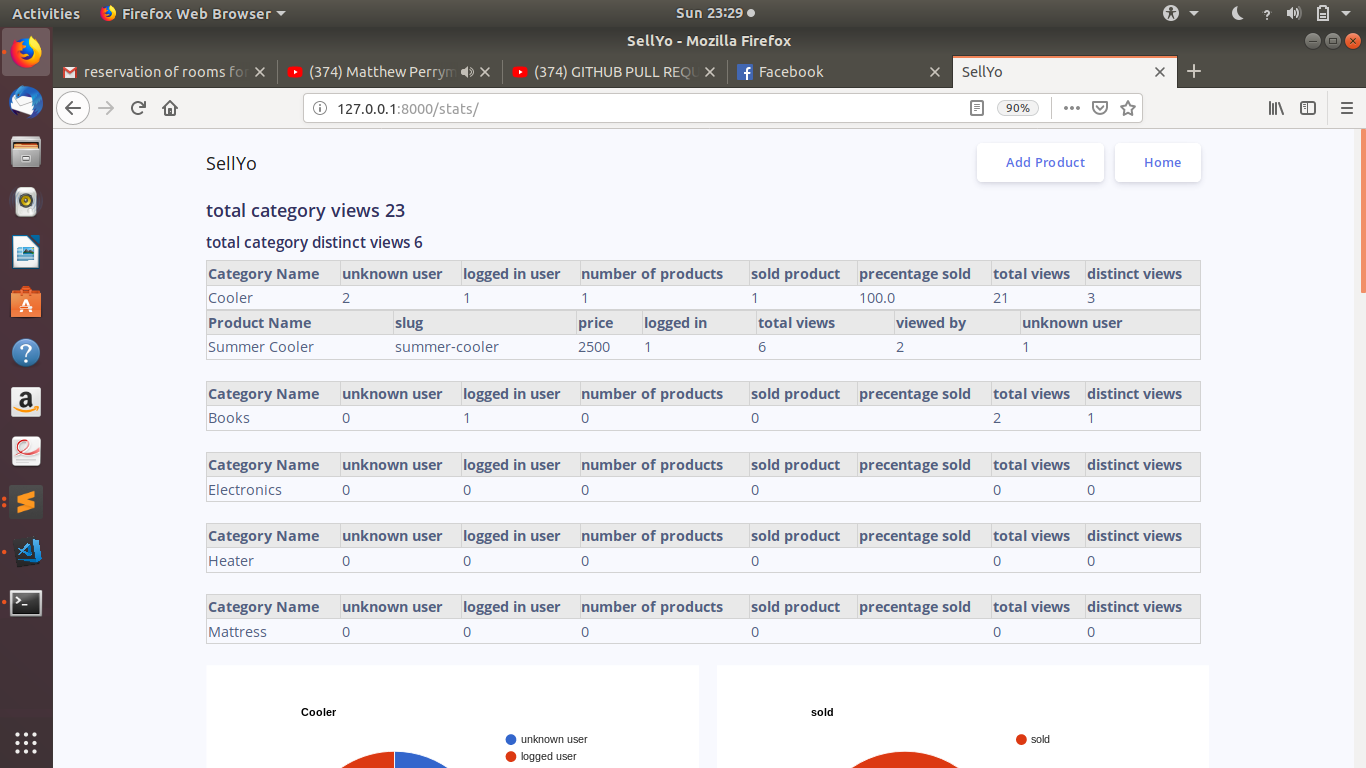 Activities Firefox Web Browser Sun 23:29
SellYo - Mozilla Firefox
reservation of rooms for (374) Matthew Perrym (374) GITHUB PULL REQU Facebook SellYo
127.0.0.1:8000/stats/ 90%
SellYo Add Product Home
total category views 23
total category distinct views 6
Category Name unknown user logged in user number of products sold product precentage sold total views distinct views
Cooler 2 1 1 1 100.0 21 3
Product Name slug price logged in total views viewed by unknown user
Summer Cooler summer-cooler 2500 1 6 2 1
Category Name unknown user logged in user number of products sold product precentage sold total views distinct views
Books 0 1 0 0 2 1
Category Name unknown user logged in user number of products sold product precentage sold total views distinct views
Electronics 0 0 0 0 0 0
Category Name unknown user logged in user number of products sold product precentage sold total views distinct views
Heater 0 0 0 0 0 0
Category Name unknown user logged in user number of products sold product precentage sold total views distinct views
Mattress 0 0 0 0 0 0
Cooler sold
unknown user sold
logged user